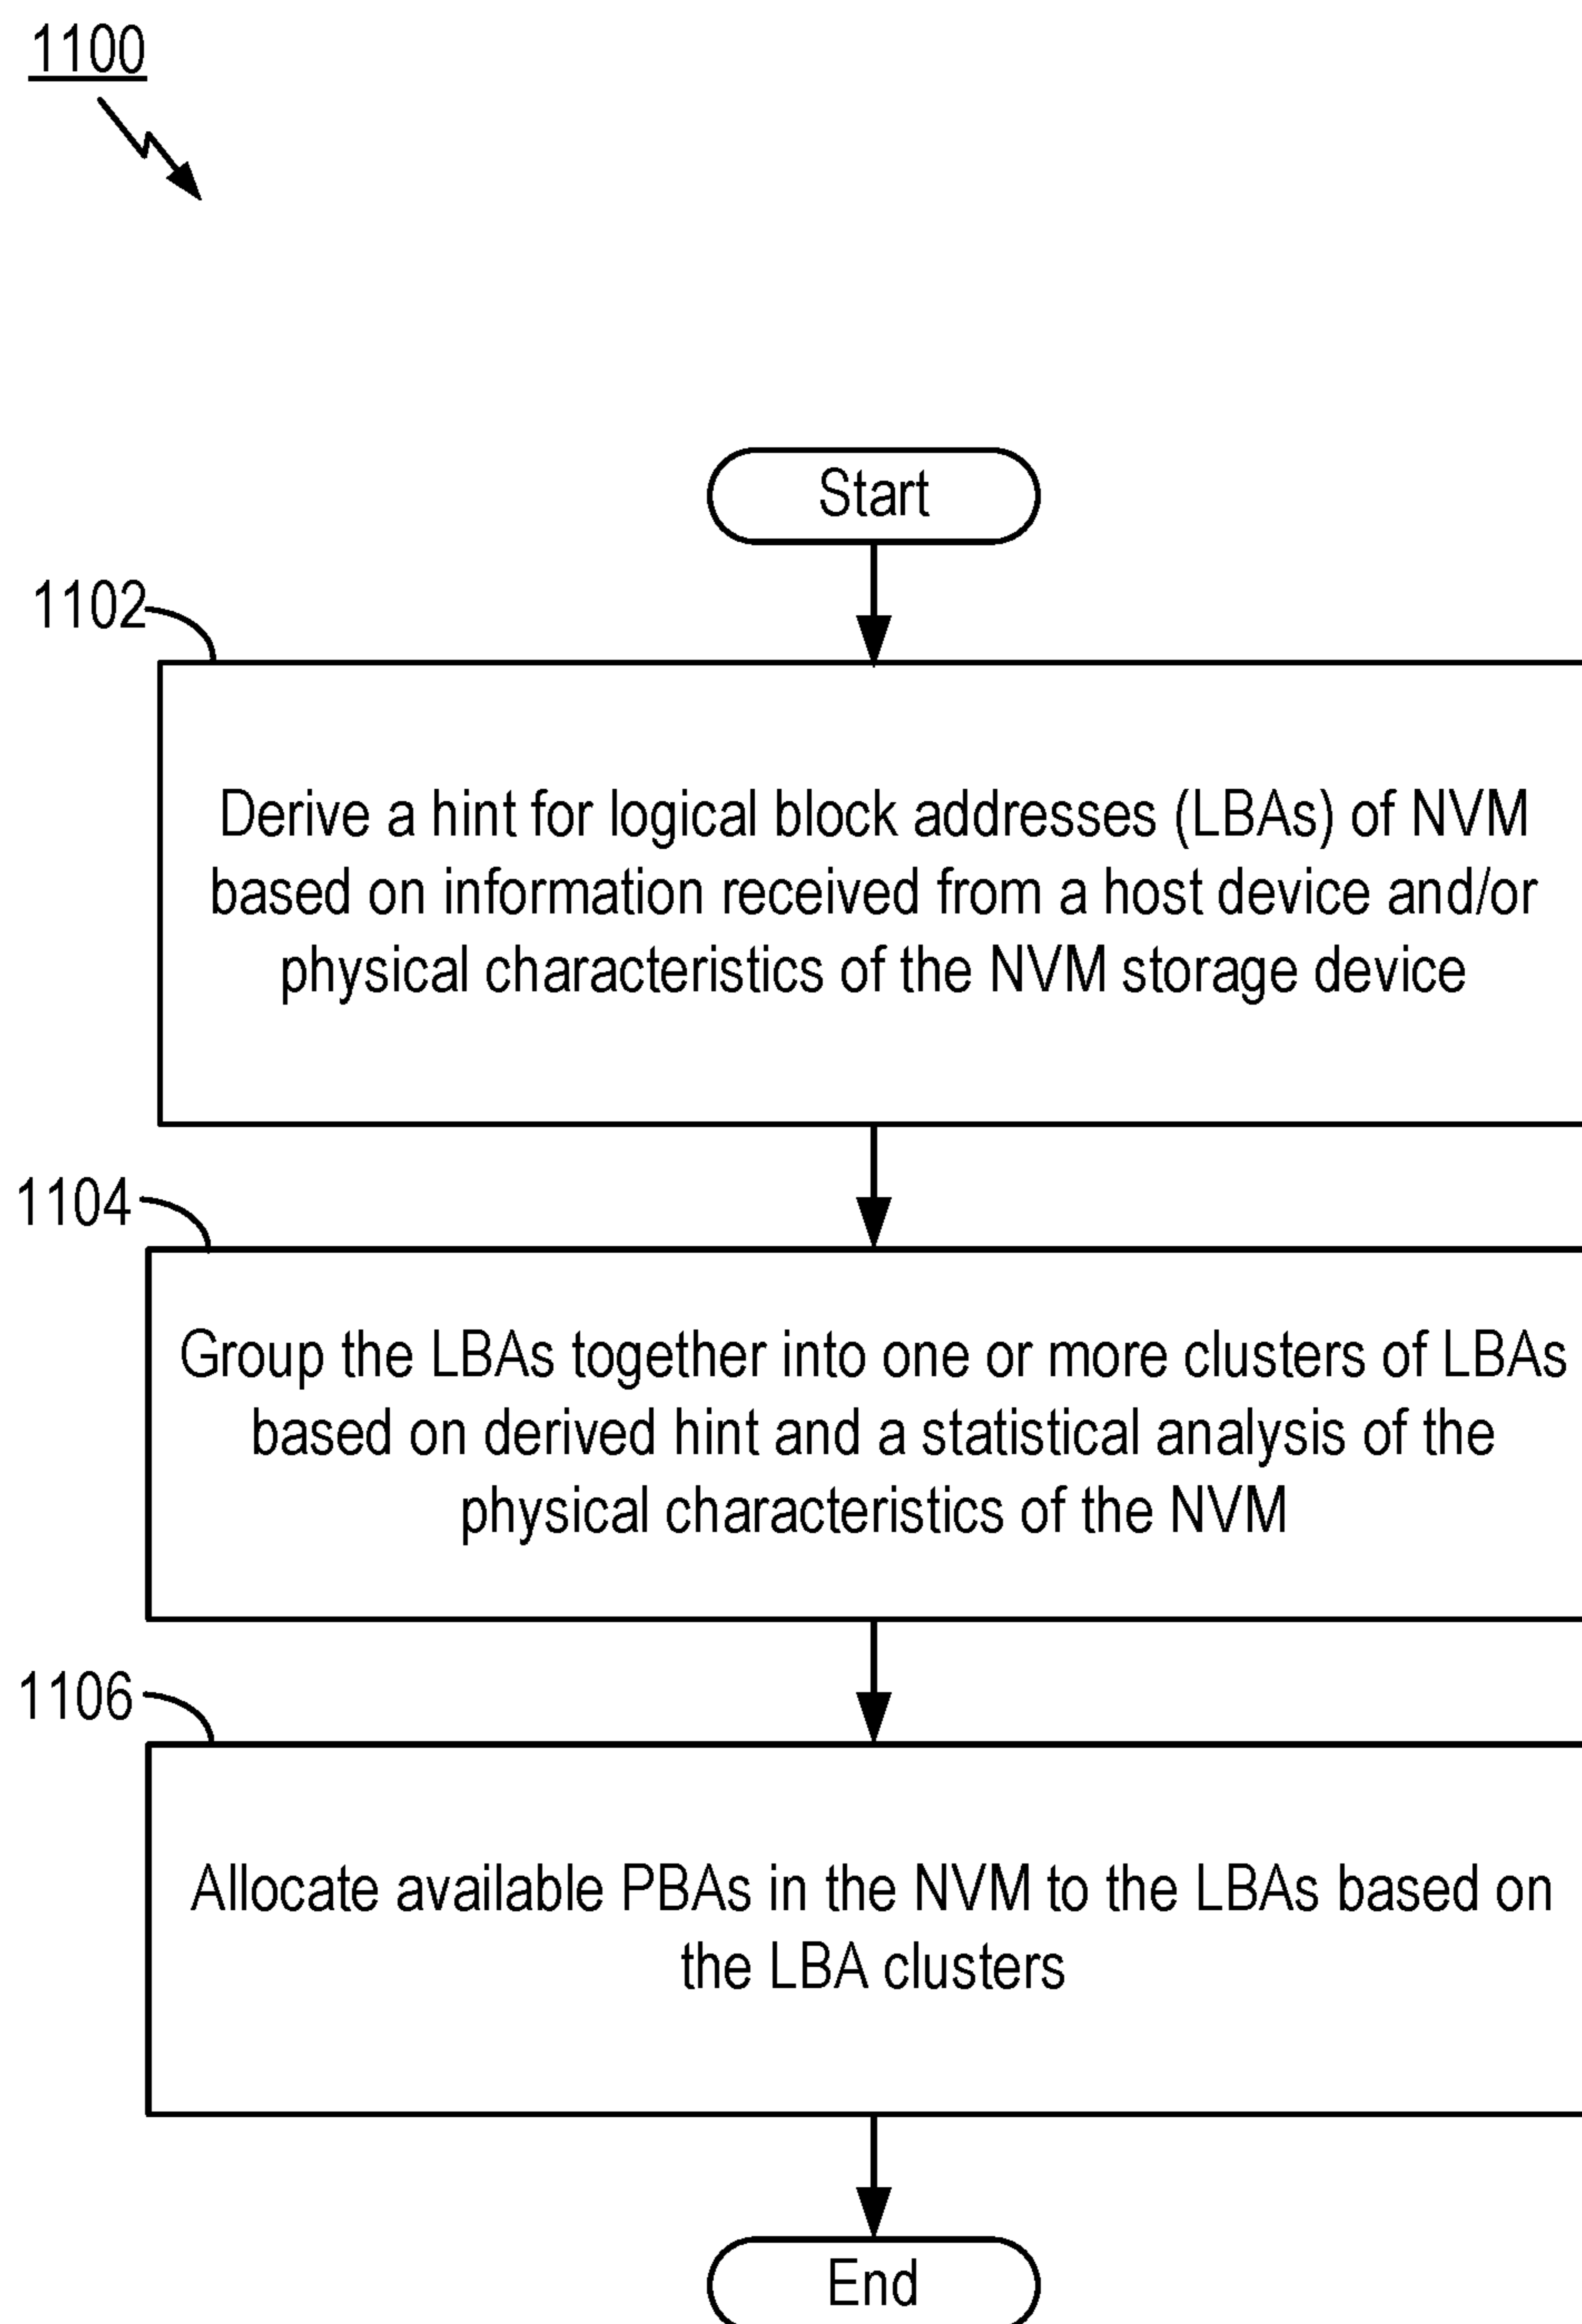 1100
Start
1102
Derive a hint for logical block addresses (LBAs) of NVM
based on information received from a host device and/or
physical characteristics of the NVM storage device
1104
Group the LBAs together into one or more clusters of LBAs
based on derived hint and a statistical analysis of the
physical characteristics of the NVM
1106
Allocate available PBAs in the NVM to the LBAs based on
the LBA clusters
End